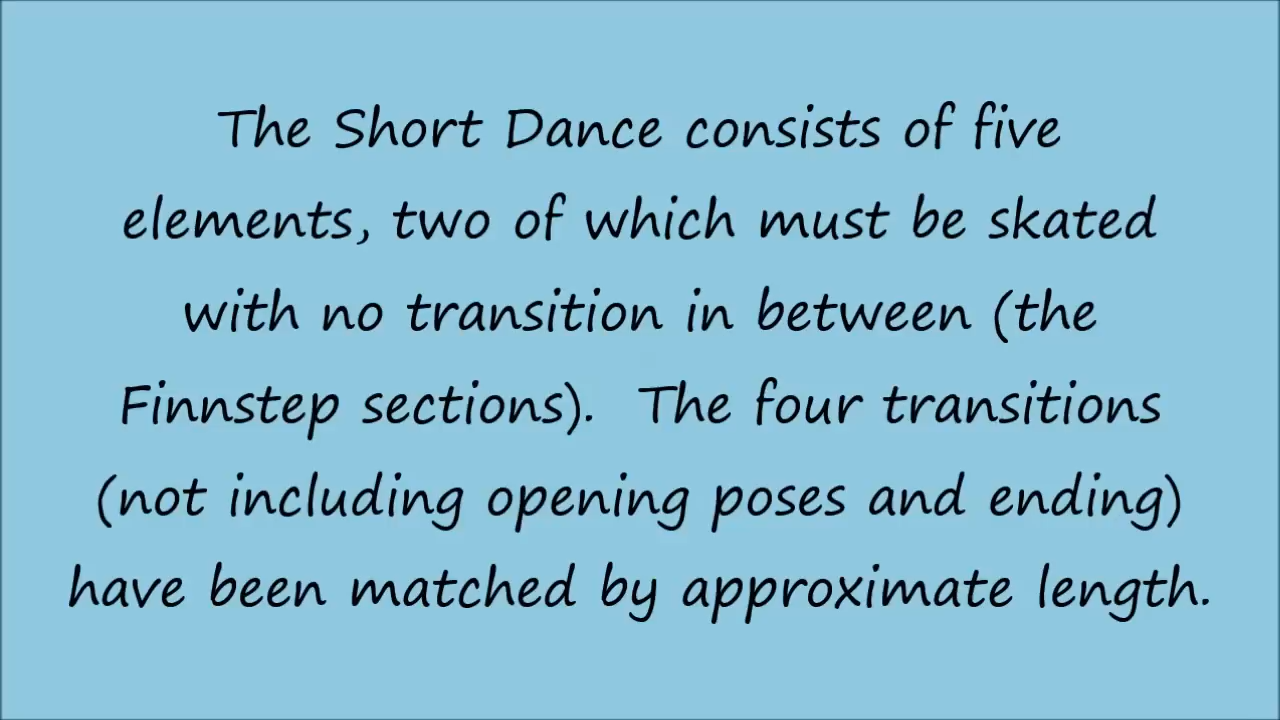 The Short Dance consists of five
elements, two of which must be skated
with no transition in between (the
Finnstep sections).  The four transitions
(not including opening poses and ending)
have been matched by approximate length.